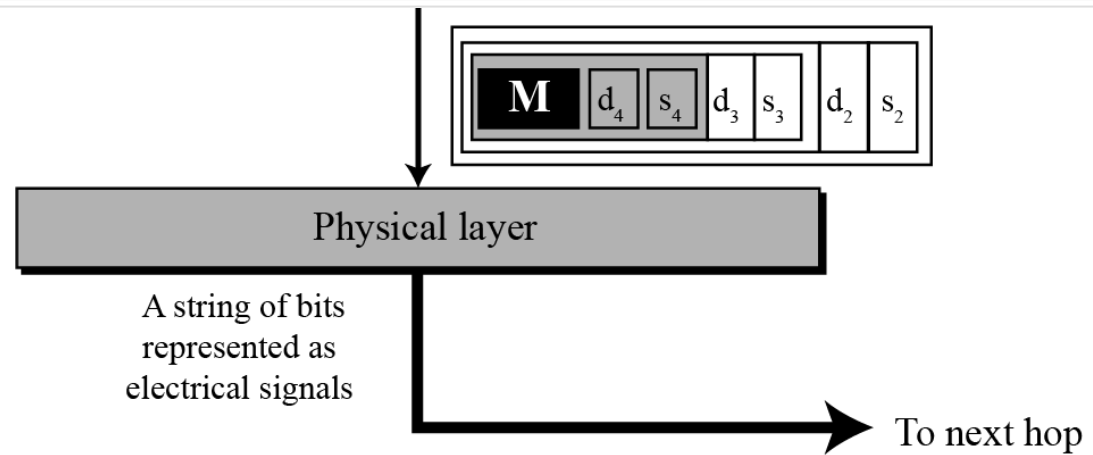 M d₄ s₄ d₃ s₃ d₂ s₂
Physical layer
A string of bits
represented as
electrical signals
To next hop